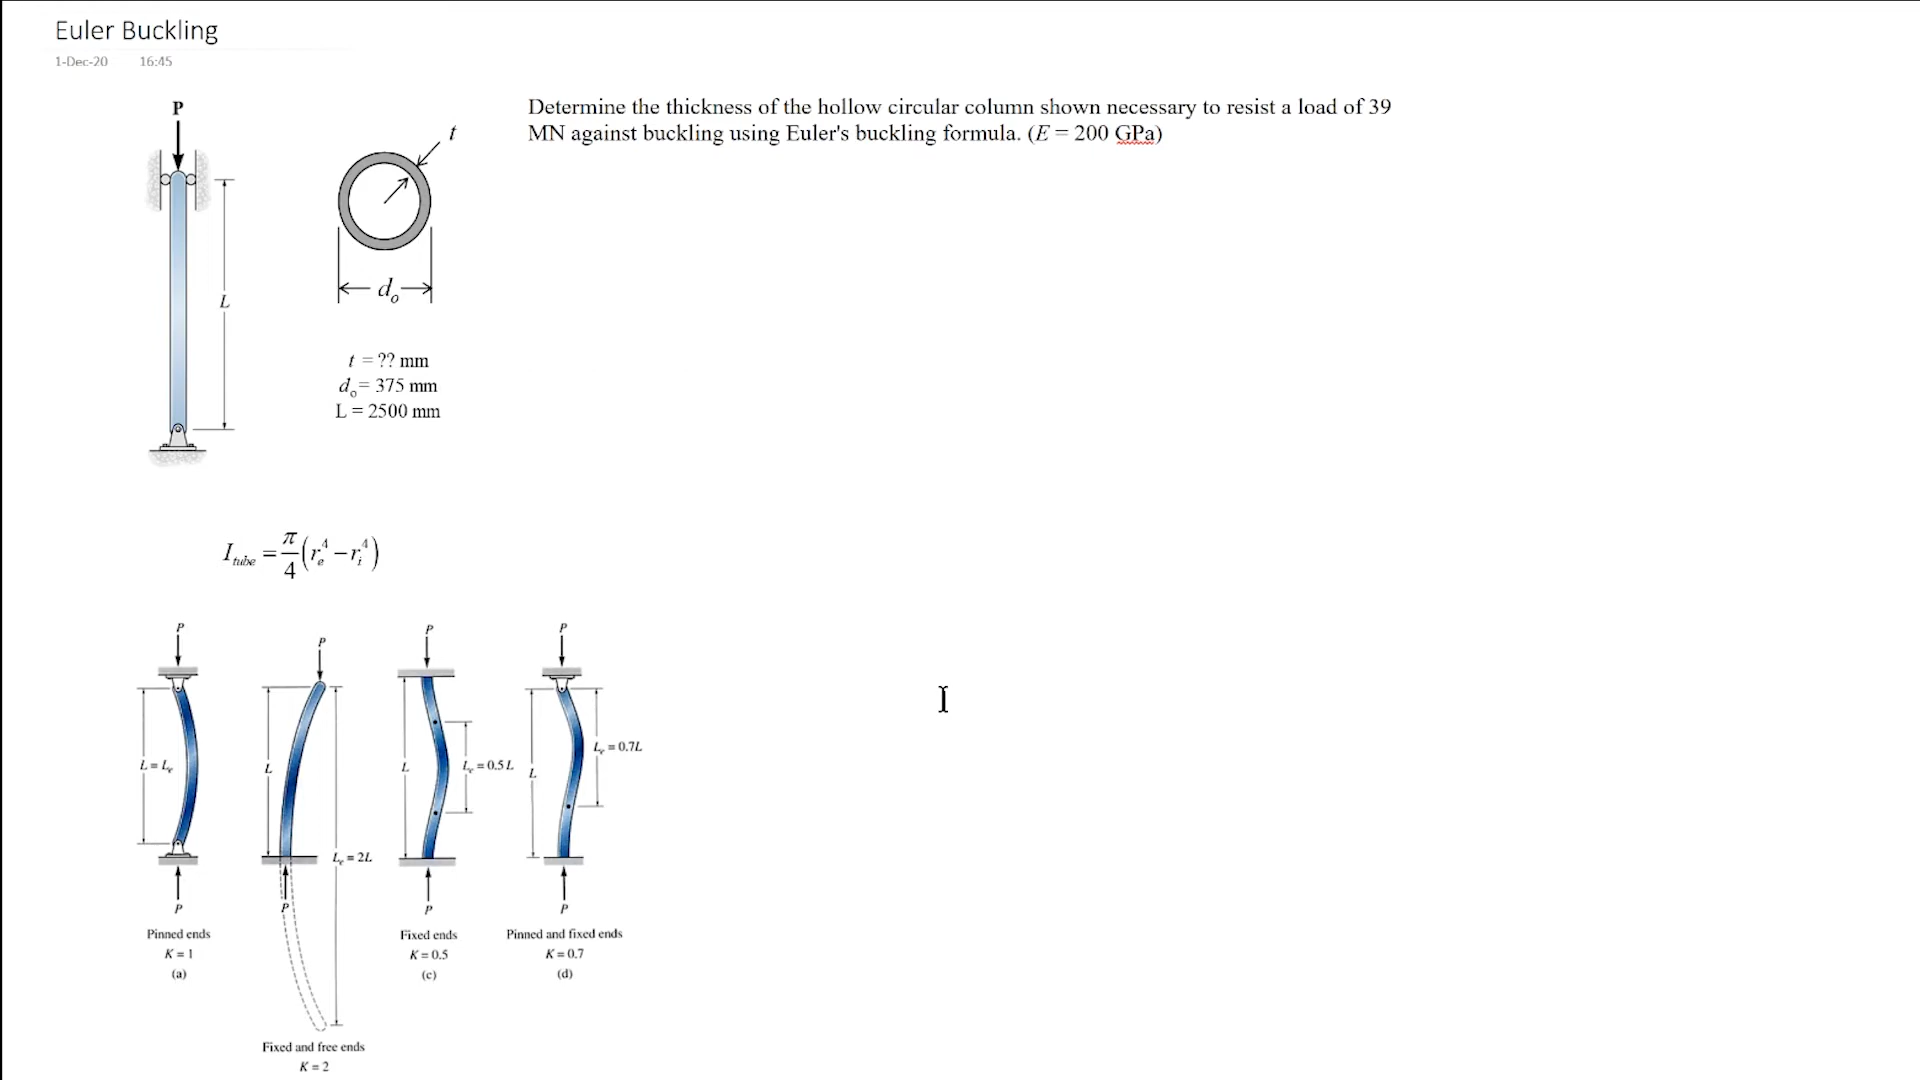 Euler Buckling
1-Dec-20 16:45
P
Determine the thickness of the hollow circular column shown necessary to resist a load of 39
MN against buckling using Euler's buckling formula. (E = 200 GPa)
t
L
d_o
t = ?? mm
d_o = 375 mm
L = 2500 mm
I_tube = π/4 (r_e^4 − r_i^4)
P
P
P
P
L = L_e
L
L_e = 2L
L
L_e = 0.5L
L
L_e = 0.7L
P
P
P
P
Pinned ends
K = 1
(a)
Fixed and free ends
K = 2
Fixed ends
K = 0.5
(c)
Pinned and fixed ends
K = 0.7
(d)